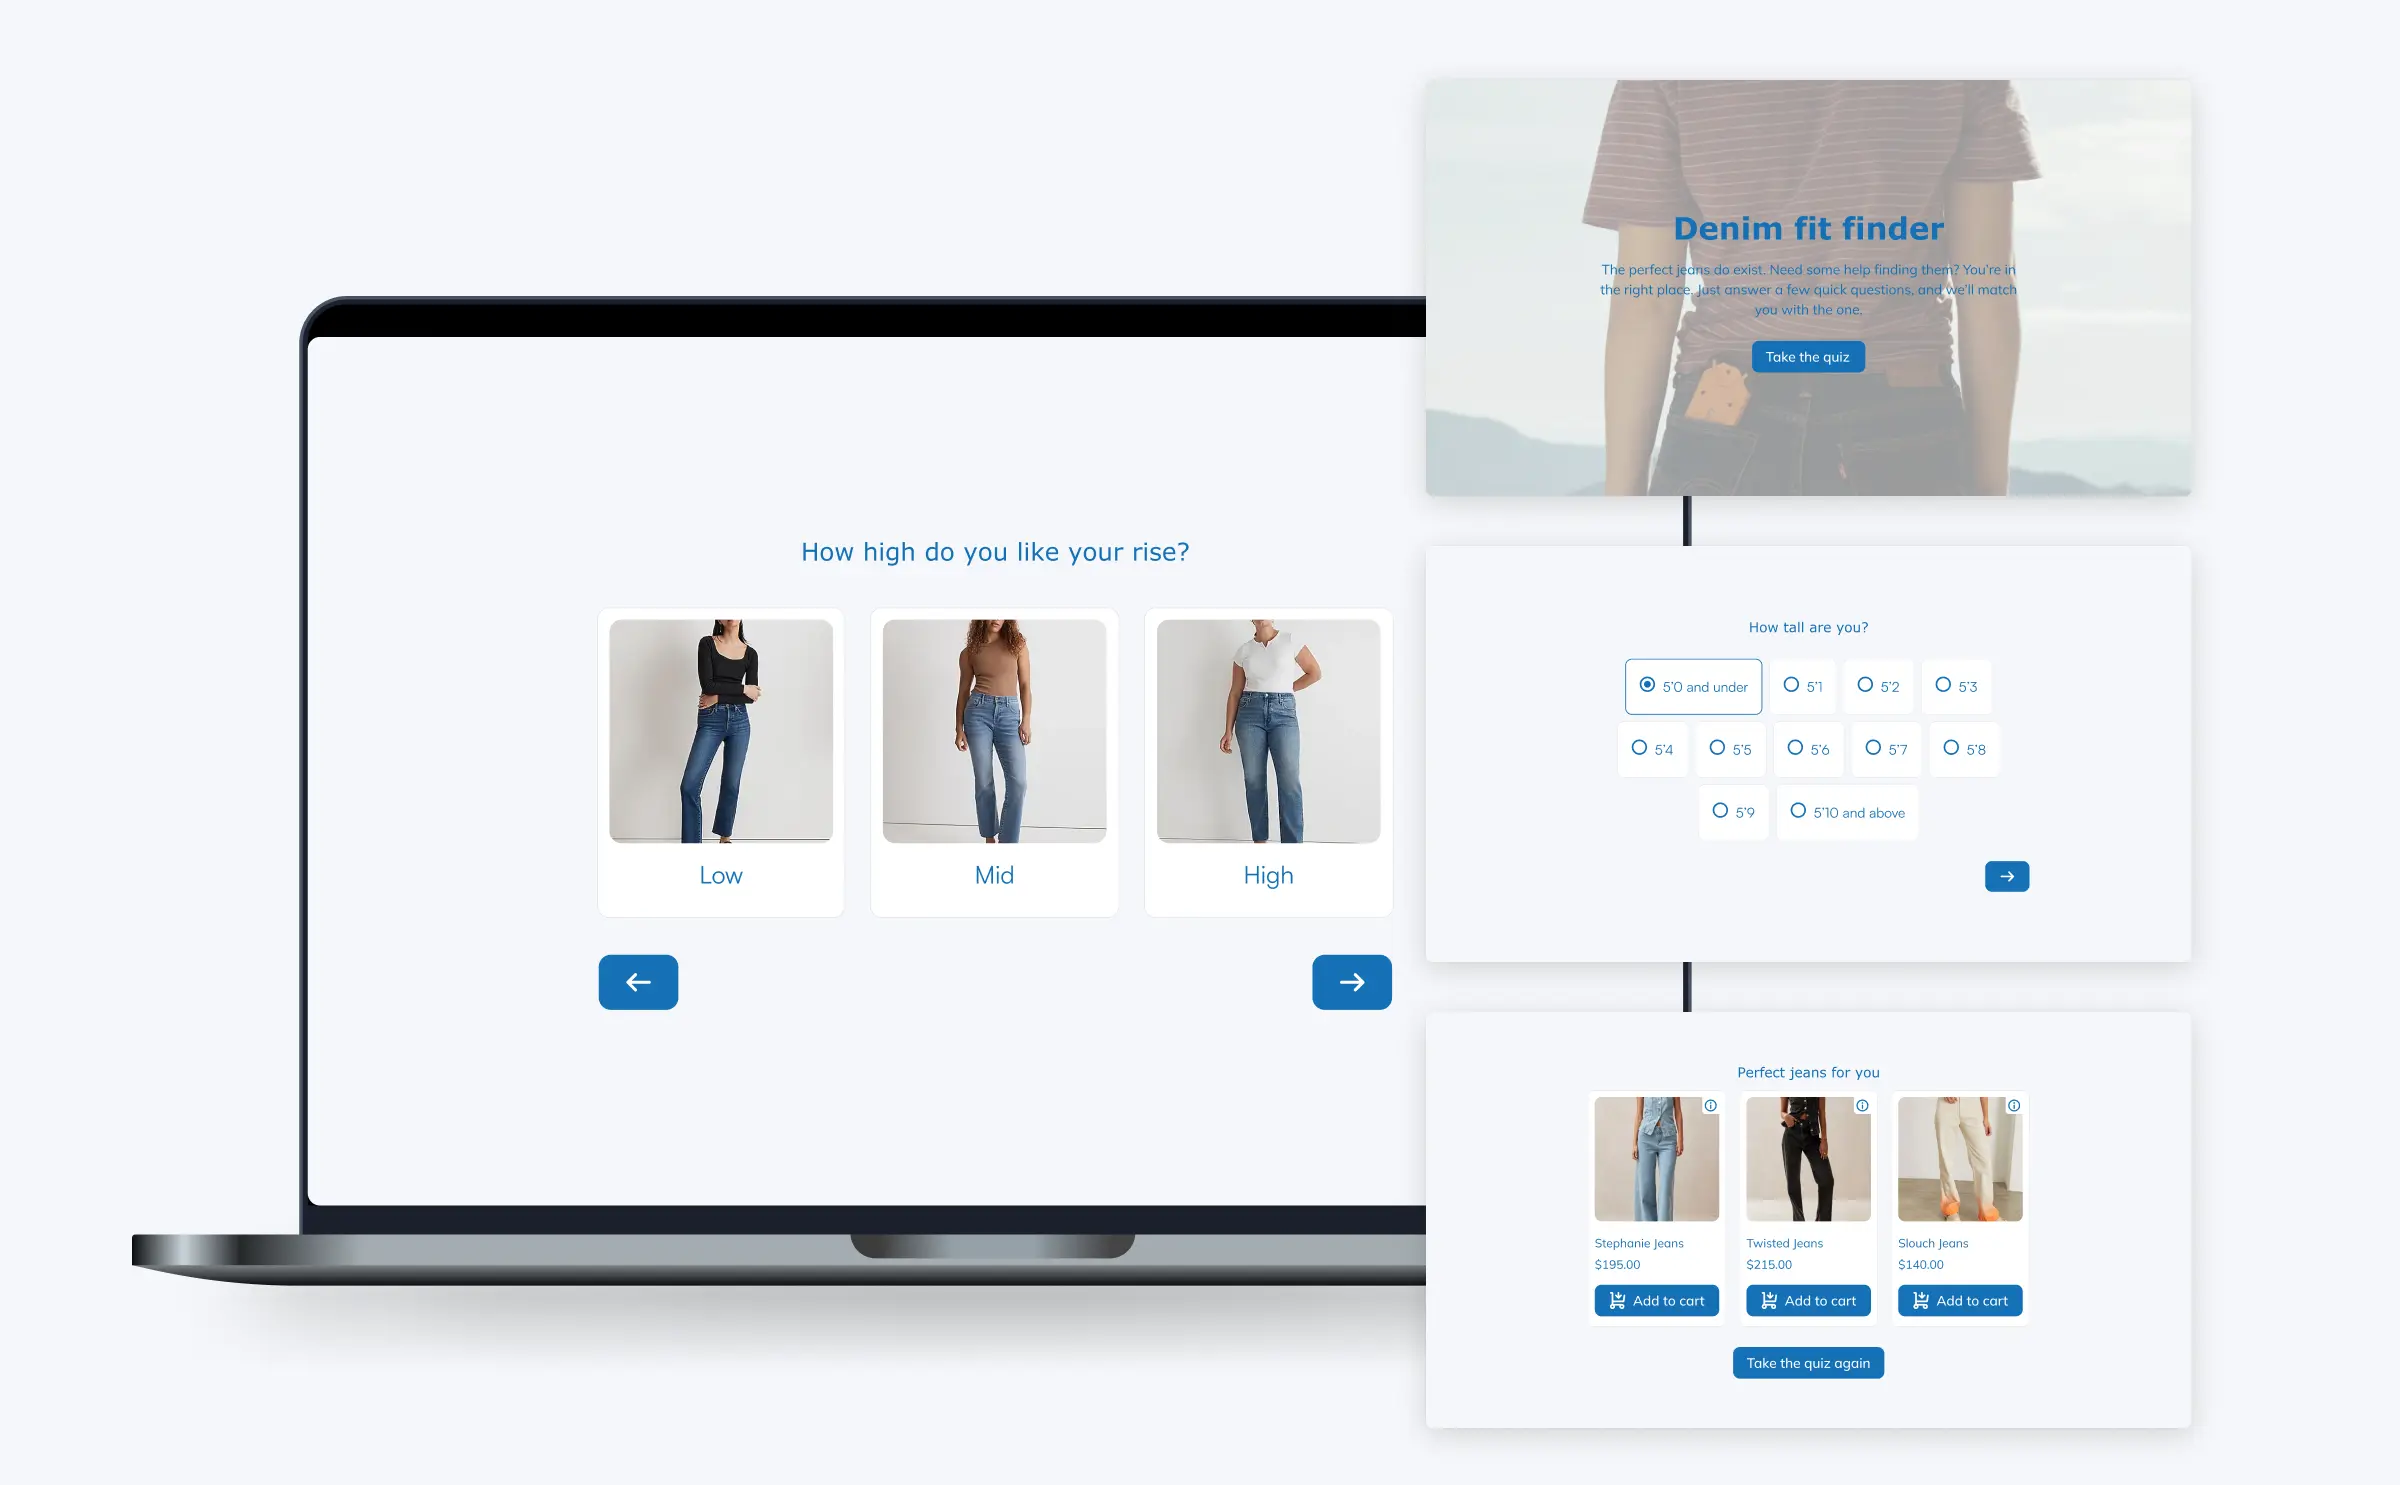 How high do you like your rise?
Low
Mid
High
Denim fit finder
The perfect jeans do exist. Need some help finding them? You're in
the right place. Just answer a few quick questions, and we'll match
you with the one.
Take the quiz
How tall are you?
5'0 and under
5'1
5'2
5'3
5'4
5'5
5'6
5'7
5'8
5'9
5'10 and above
Perfect jeans for you
Stephanie Jeans
$195.00
Add to cart
Twisted Jeans
$215.00
Add to cart
Slouch Jeans
$140.00
Add to cart
Take the quiz again